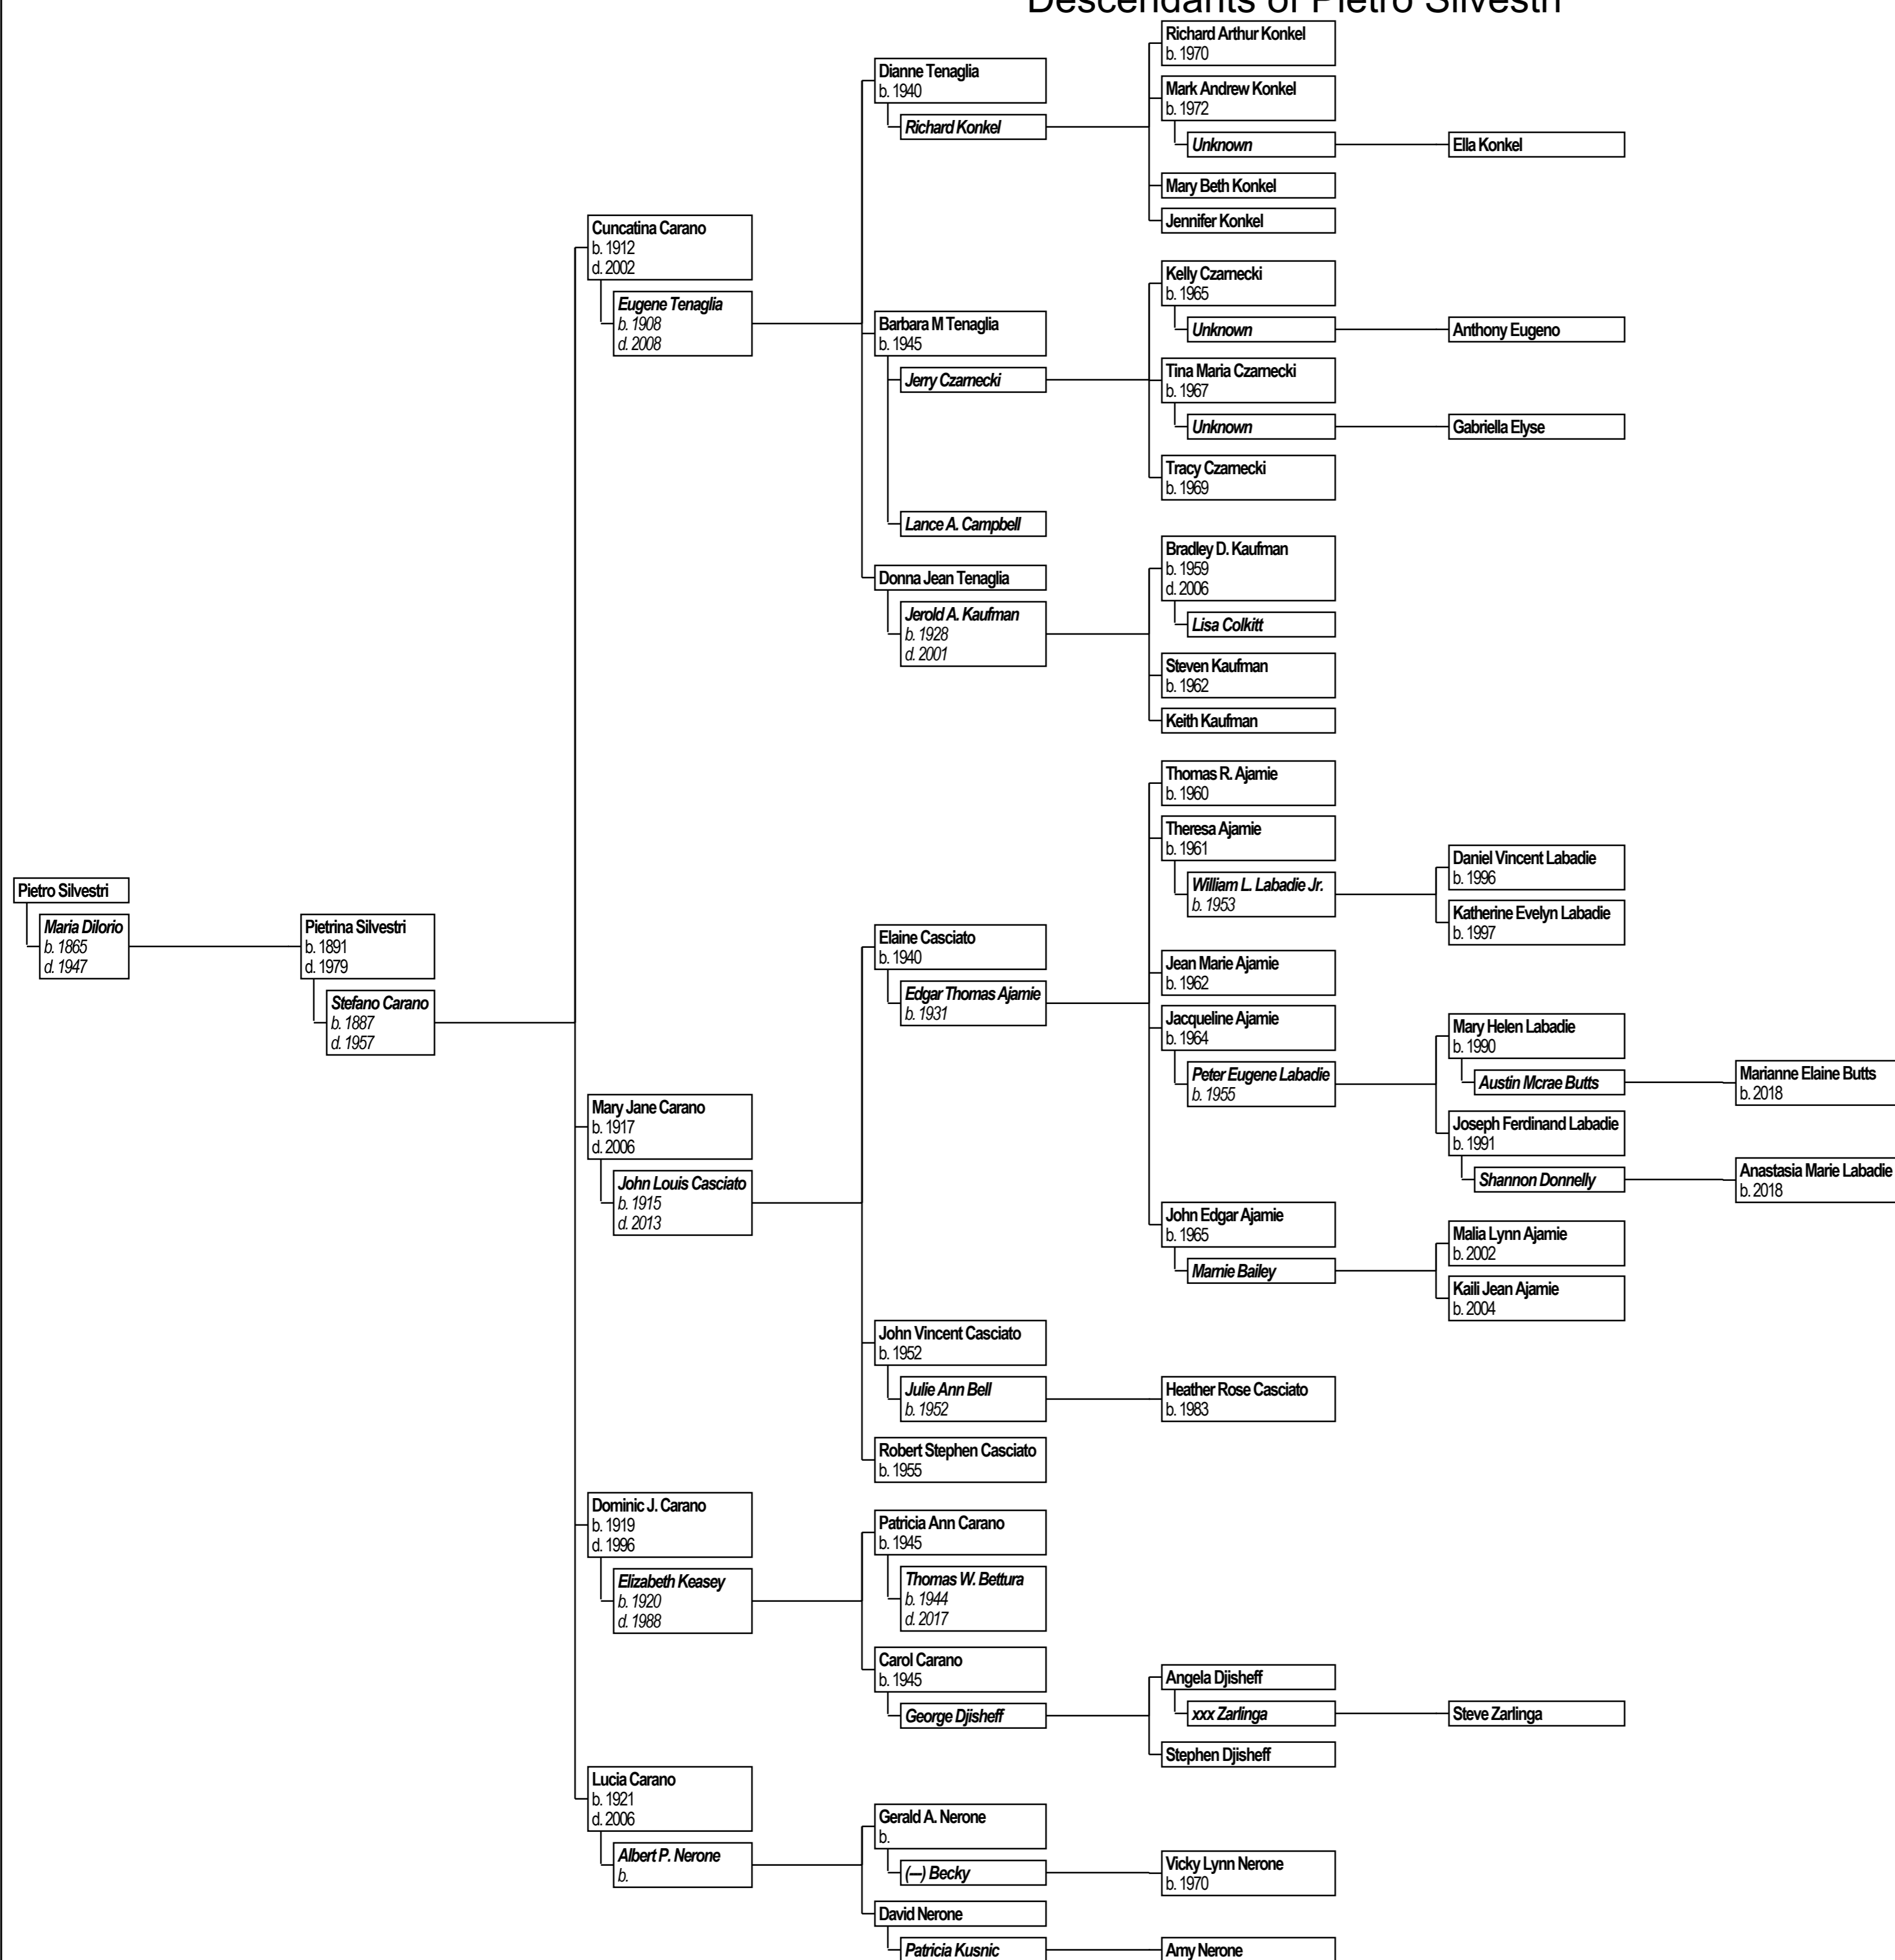 Descendants of Pietro Silvestri
Pietro Silvestri
Maria DiIorio
b. 1865
d. 1947
Pietrina Silvestri
b. 1891
d. 1979
Stefano Carano
b. 1887
d. 1957
Cuncatina Carano
b. 1912
d. 2002
Eugene Tenaglia
b. 1908
d. 2008
Dianne Tenaglia
b. 1940
Richard Konkel
Richard Arthur Konkel
b. 1970
Mark Andrew Konkel
b. 1972
Unknown
Ella Konkel
Mary Beth Konkel
Jennifer Konkel
Barbara M Tenaglia
b. 1945
Jerry Czarnecki
Kelly Czarnecki
b. 1965
Unknown
Anthony Eugeno
Tina Maria Czarnecki
b. 1967
Unknown
Gabriella Elyse
Tracy Czarnecki
b. 1969
Lance A. Campbell
Donna Jean Tenaglia
Jerold A. Kaufman
b. 1928
d. 2001
Bradley D. Kaufman
b. 1959
d. 2006
Lisa Colkitt
Steven Kaufman
b. 1962
Keith Kaufman
Mary Jane Carano
b. 1917
d. 2006
John Louis Casciato
b. 1915
d. 2013
Elaine Casciato
b. 1940
Edgar Thomas Ajamie
b. 1931
Thomas R. Ajamie
b. 1960
Theresa Ajamie
b. 1961
William L. Labadie Jr.
b. 1953
Daniel Vincent Labadie
b. 1996
Katherine Evelyn Labadie
b. 1997
Jean Marie Ajamie
b. 1962
Jacqueline Ajamie
b. 1964
Peter Eugene Labadie
b. 1955
Mary Helen Labadie
b. 1990
Austin Mcrae Butts
Marianne Elaine Butts
b. 2018
Joseph Ferdinand Labadie
b. 1991
Shannon Donnelly
Anastasia Marie Labadie
b. 2018
John Edgar Ajamie
b. 1965
Marnie Bailey
Malia Lynn Ajamie
b. 2002
Kaili Jean Ajamie
b. 2004
John Vincent Casciato
b. 1952
Julie Ann Bell
b. 1952
Heather Rose Casciato
b. 1983
Robert Stephen Casciato
b. 1955
Dominic J. Carano
b. 1919
d. 1996
Elizabeth Keasey
b. 1920
d. 1988
Patricia Ann Carano
b. 1945
Thomas W. Bettura
b. 1944
d. 2017
Carol Carano
b. 1945
George Djisheff
Angela Djisheff
xxx Zarlinga
Steve Zarlinga
Stephen Djisheff
Lucia Carano
b. 1921
d. 2006
Albert P. Nerone
b.
Gerald A. Nerone
b.
(---) Becky
Vicky Lynn Nerone
b. 1970
David Nerone
Patricia Kusnic
Amy Nerone